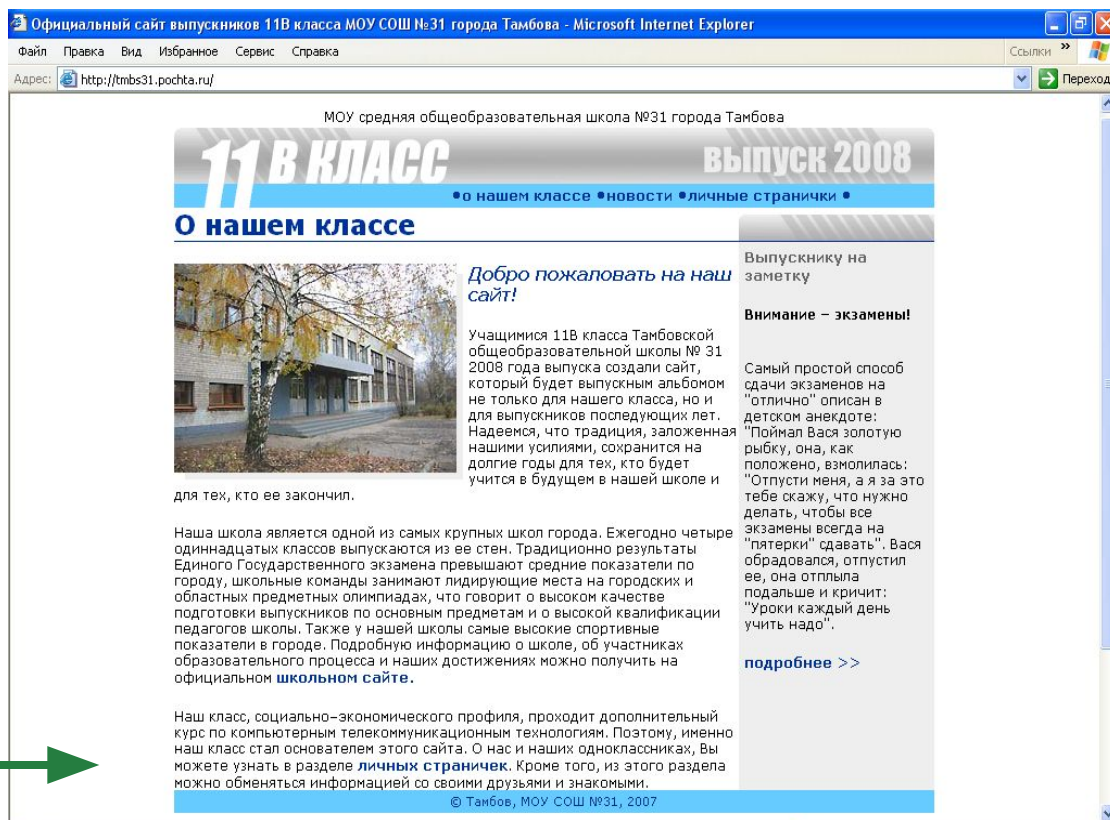 Официальный сайт выпускников 11В класса МОУ СОШ №31 города Тамбова - Microsoft Internet Explorer
Файл Правка Вид Избранное Сервис Справка
Ссылки »
Адрес: http://tmbs31.pochta.ru/
Переход
МОУ средняя общеобразовательная школа №31 города Тамбова
11 В КЛАСС
выпуск 2008
•о нашем классе •новости •личные странички •
О нашем классе
Добро пожаловать на наш
сайт!
Учащимися 11В класса Тамбовской
общеобразовательной школы № 31
2008 года выпуска создали сайт,
который будет выпускным альбомом
не только для нашего класса, но и
для выпускников последующих лет.
Надеемся, что традиция, заложенная
нашими усилиями, сохранится на
долгие годы для тех, кто будет
учится в будущем в нашей школе и
для тех, кто ее закончил.
Наша школа является одной из самых крупных школ города. Ежегодно четыре
одиннадцатых классов выпускаются из ее стен. Традиционно результаты
Единого Государственного экзамена превышают средние показатели по
городу, школьные команды занимают лидирующие места на городских и
областных предметных олимпиадах, что говорит о высоком качестве
подготовки выпускников по основным предметам и о высокой квалификации
педагогов школы. Также у нашей школы самые высокие спортивные
показатели в городе. Подробную информацию о школе, об участниках
образовательного процесса и наших достижениях можно получить на
официальном школьном сайте.
Наш класс, социально-экономического профиля, проходит дополнительный
курс по компьютерным телекоммуникационным технологиям. Поэтому, именно
наш класс стал основателем этого сайта. О нас и наших одноклассниках, Вы
можете узнать в разделе личных страничек. Кроме того, из этого раздела
можно обменяться информацией со своими друзьями и знакомыми.
Выпускнику на
заметку
Внимание - экзамены!
Самый простой способ
сдачи экзаменов на
"отлично" описан в
детском анекдоте:
"Поймал Вася золотую
рыбку, она, как
положено, взмолилась:
"Отпусти меня, а я за это
тебе скажу, что нужно
делать, чтобы все
экзамены всегда на
"пятерки" сдавать". Вася
обрадовался, отпустил
ее, она отплыла
подальше и кричит:
"Уроки каждый день
учить надо".
подробнее >>
© Тамбов, МОУ СОШ №31, 2007